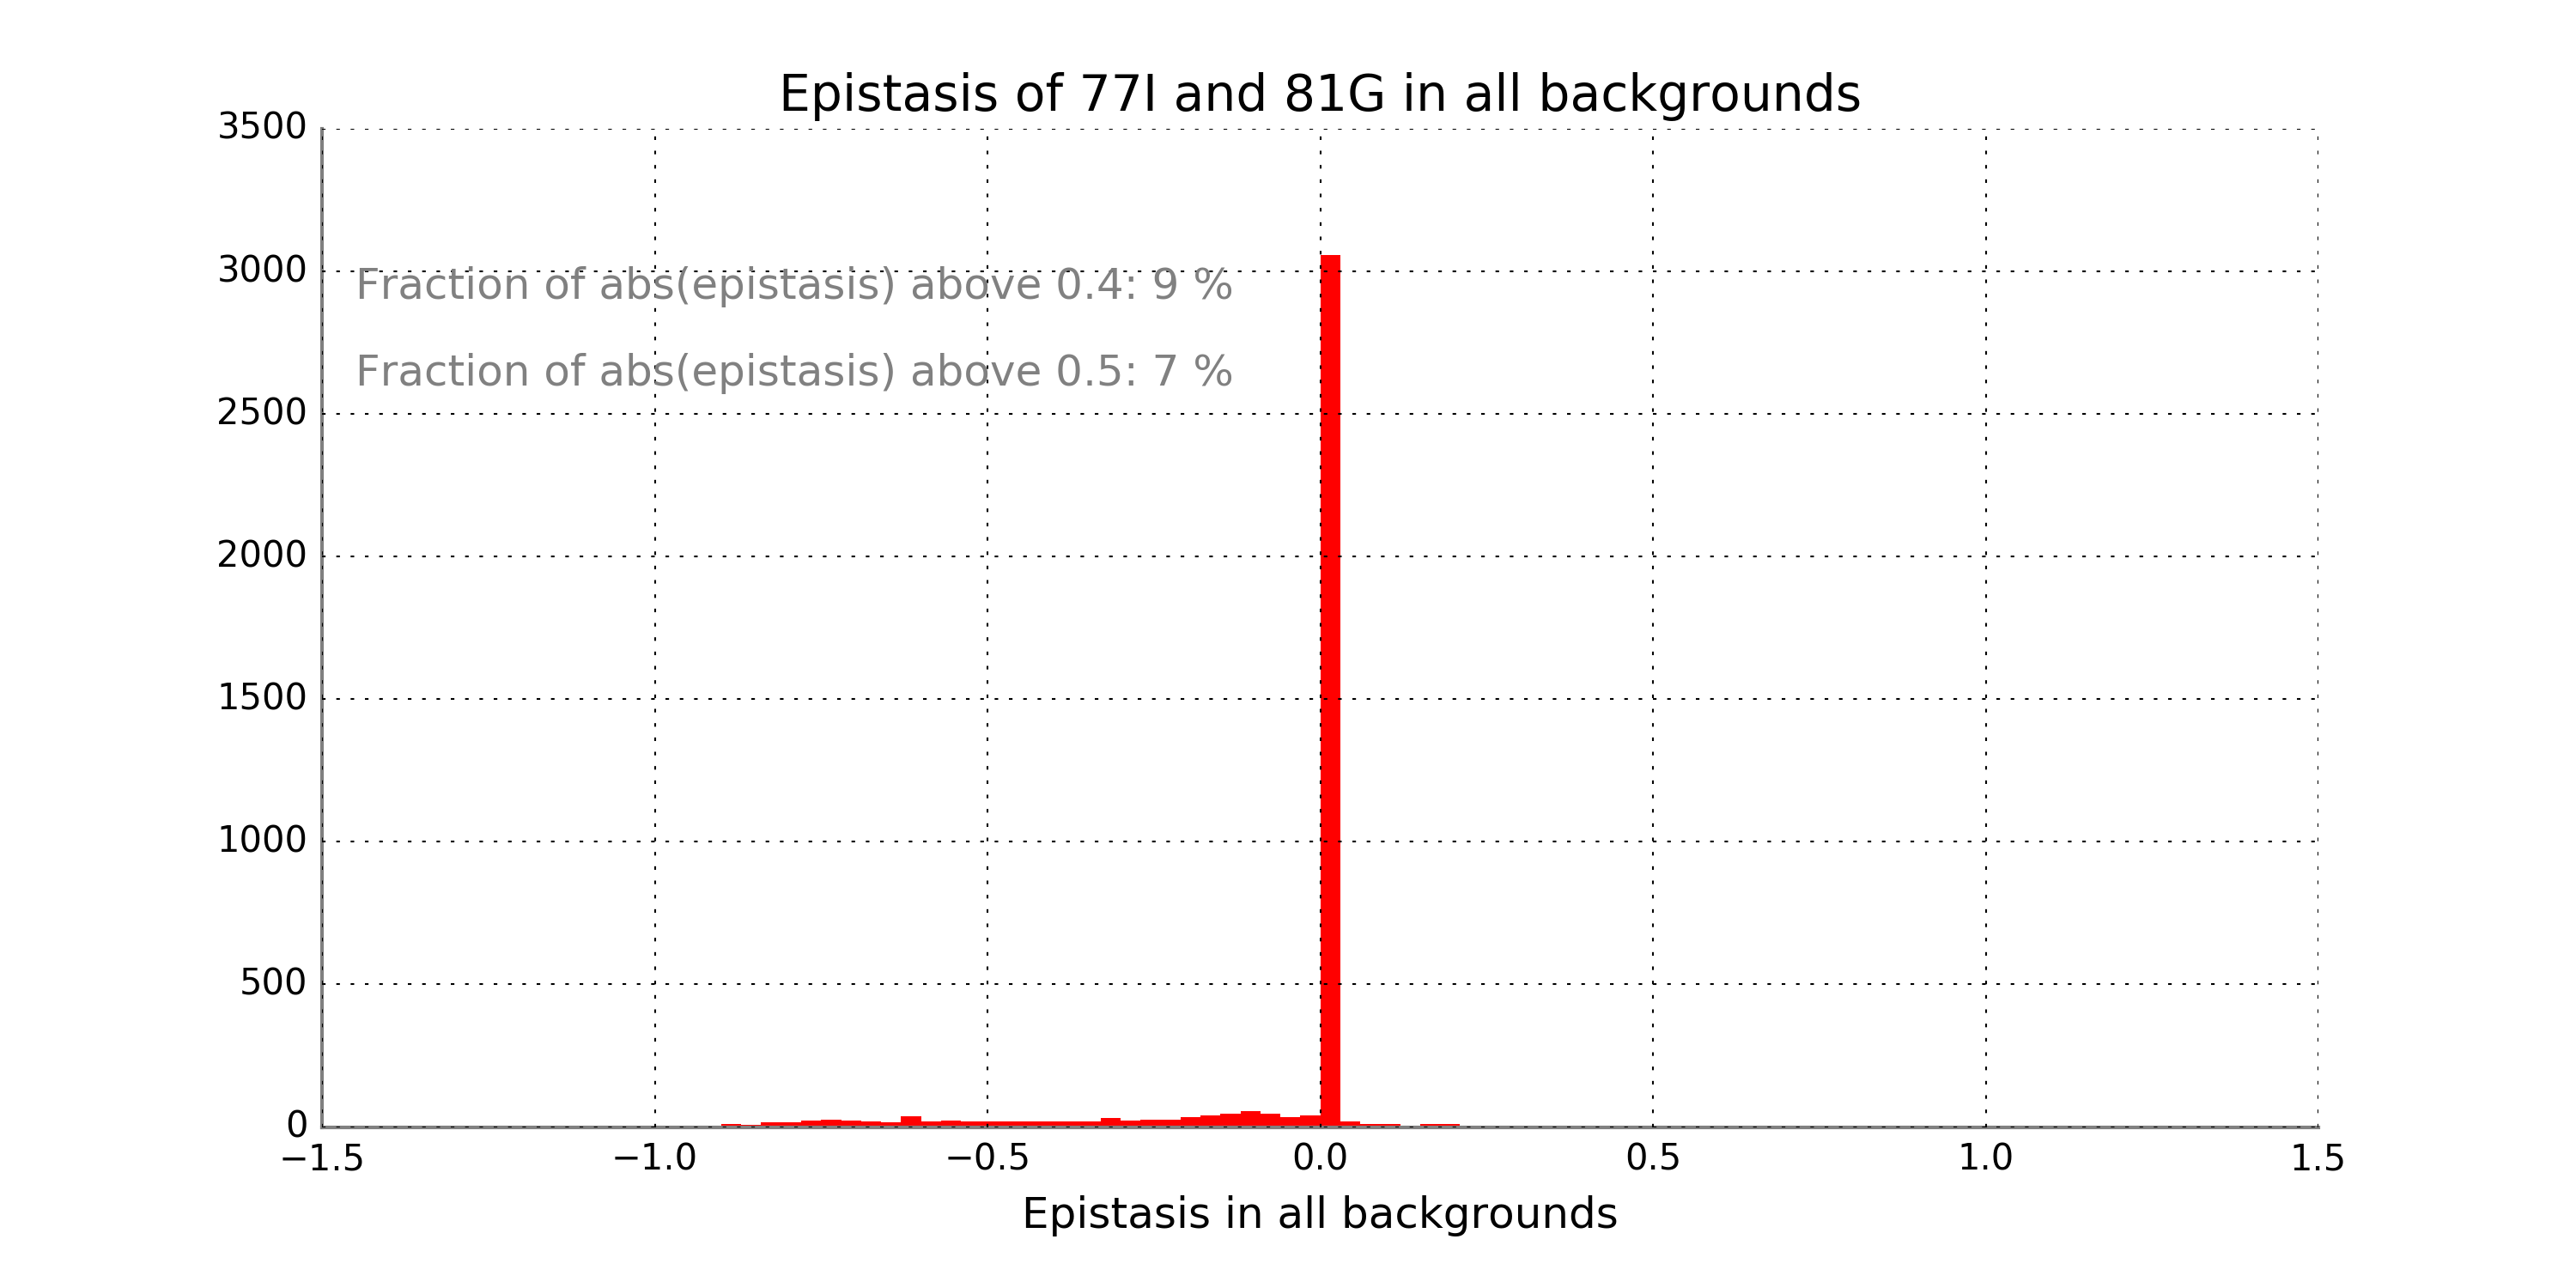 Epistasis of 77I and 81G in all backgrounds
3500
3000
Fraction of abs(epistasis) above 0.4: 9 %
Fraction of abs(epistasis) above 0.5: 7 %
2500
2000
1500
1000
500
0
−1.5 −1.0 −0.5 0.0 0.5 1.0 1.5
Epistasis in all backgrounds